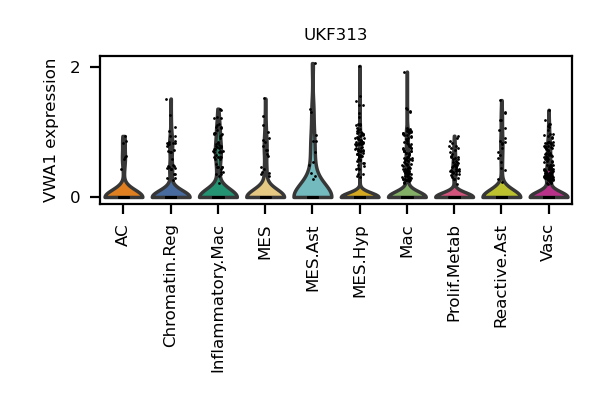 UKF313
VWA1 expression
2
0
AC
Chromatin.Reg
Inflammatory.Mac
MES
MES.Ast
MES.Hyp
Mac
Prolif.Metab
Reactive.Ast
Vasc